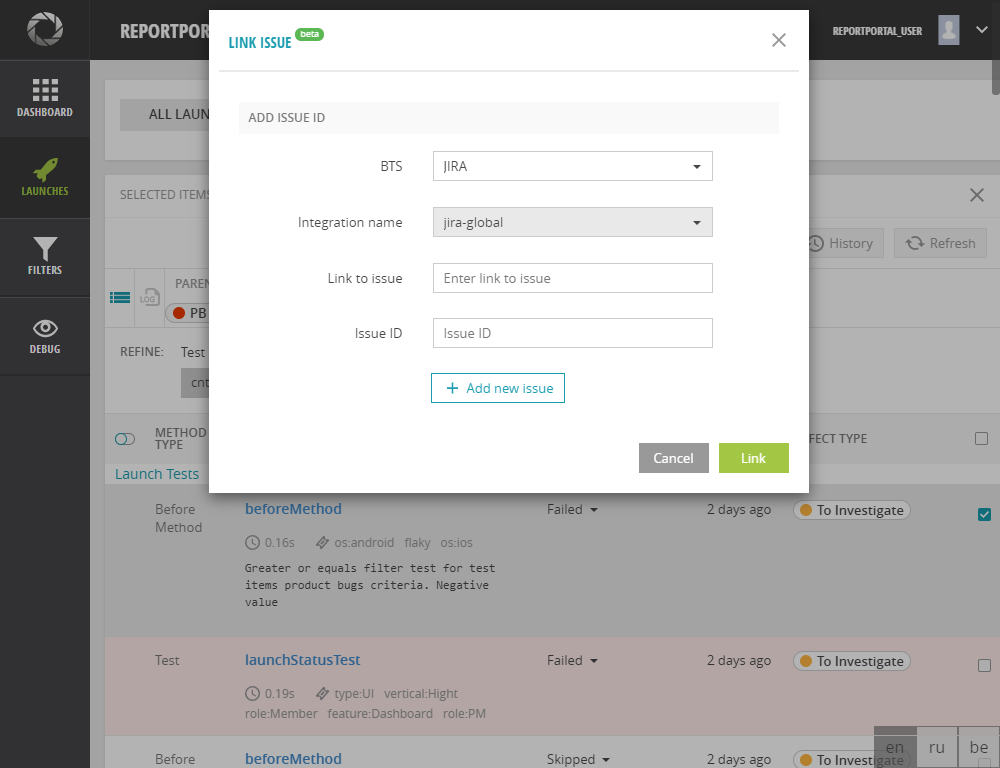 REPORTPOR
LINK ISSUE beta
REPORTPORTAL_USER
DASHBOARD
LAUNCHES
FILTERS
DEBUG
ALL LAUN
SELECTED ITEMS
History
Refresh
LOG
PAREN
PB
REFINE:
Test
cnt
METHOD TYPE
FECT TYPE
ADD ISSUE ID
BTS
JIRA
Integration name
jira-global
Link to issue
Enter link to issue
Issue ID
Issue ID
+ Add new issue
Cancel
Link
Launch Tests
Before Method
beforeMethod
Failed
2 days ago
To Investigate
0.16s os:android flaky os:ios
Greater or equals filter test for test
items product bugs criteria. Negative
value
Test
launchStatusTest
Failed
2 days ago
To Investigate
0.19s type:UI vertical:Hight
role:Member feature:Dashboard role:PM
Before
beforeMethod
Skipped
2 days ago
To Investigate
en
ru
be